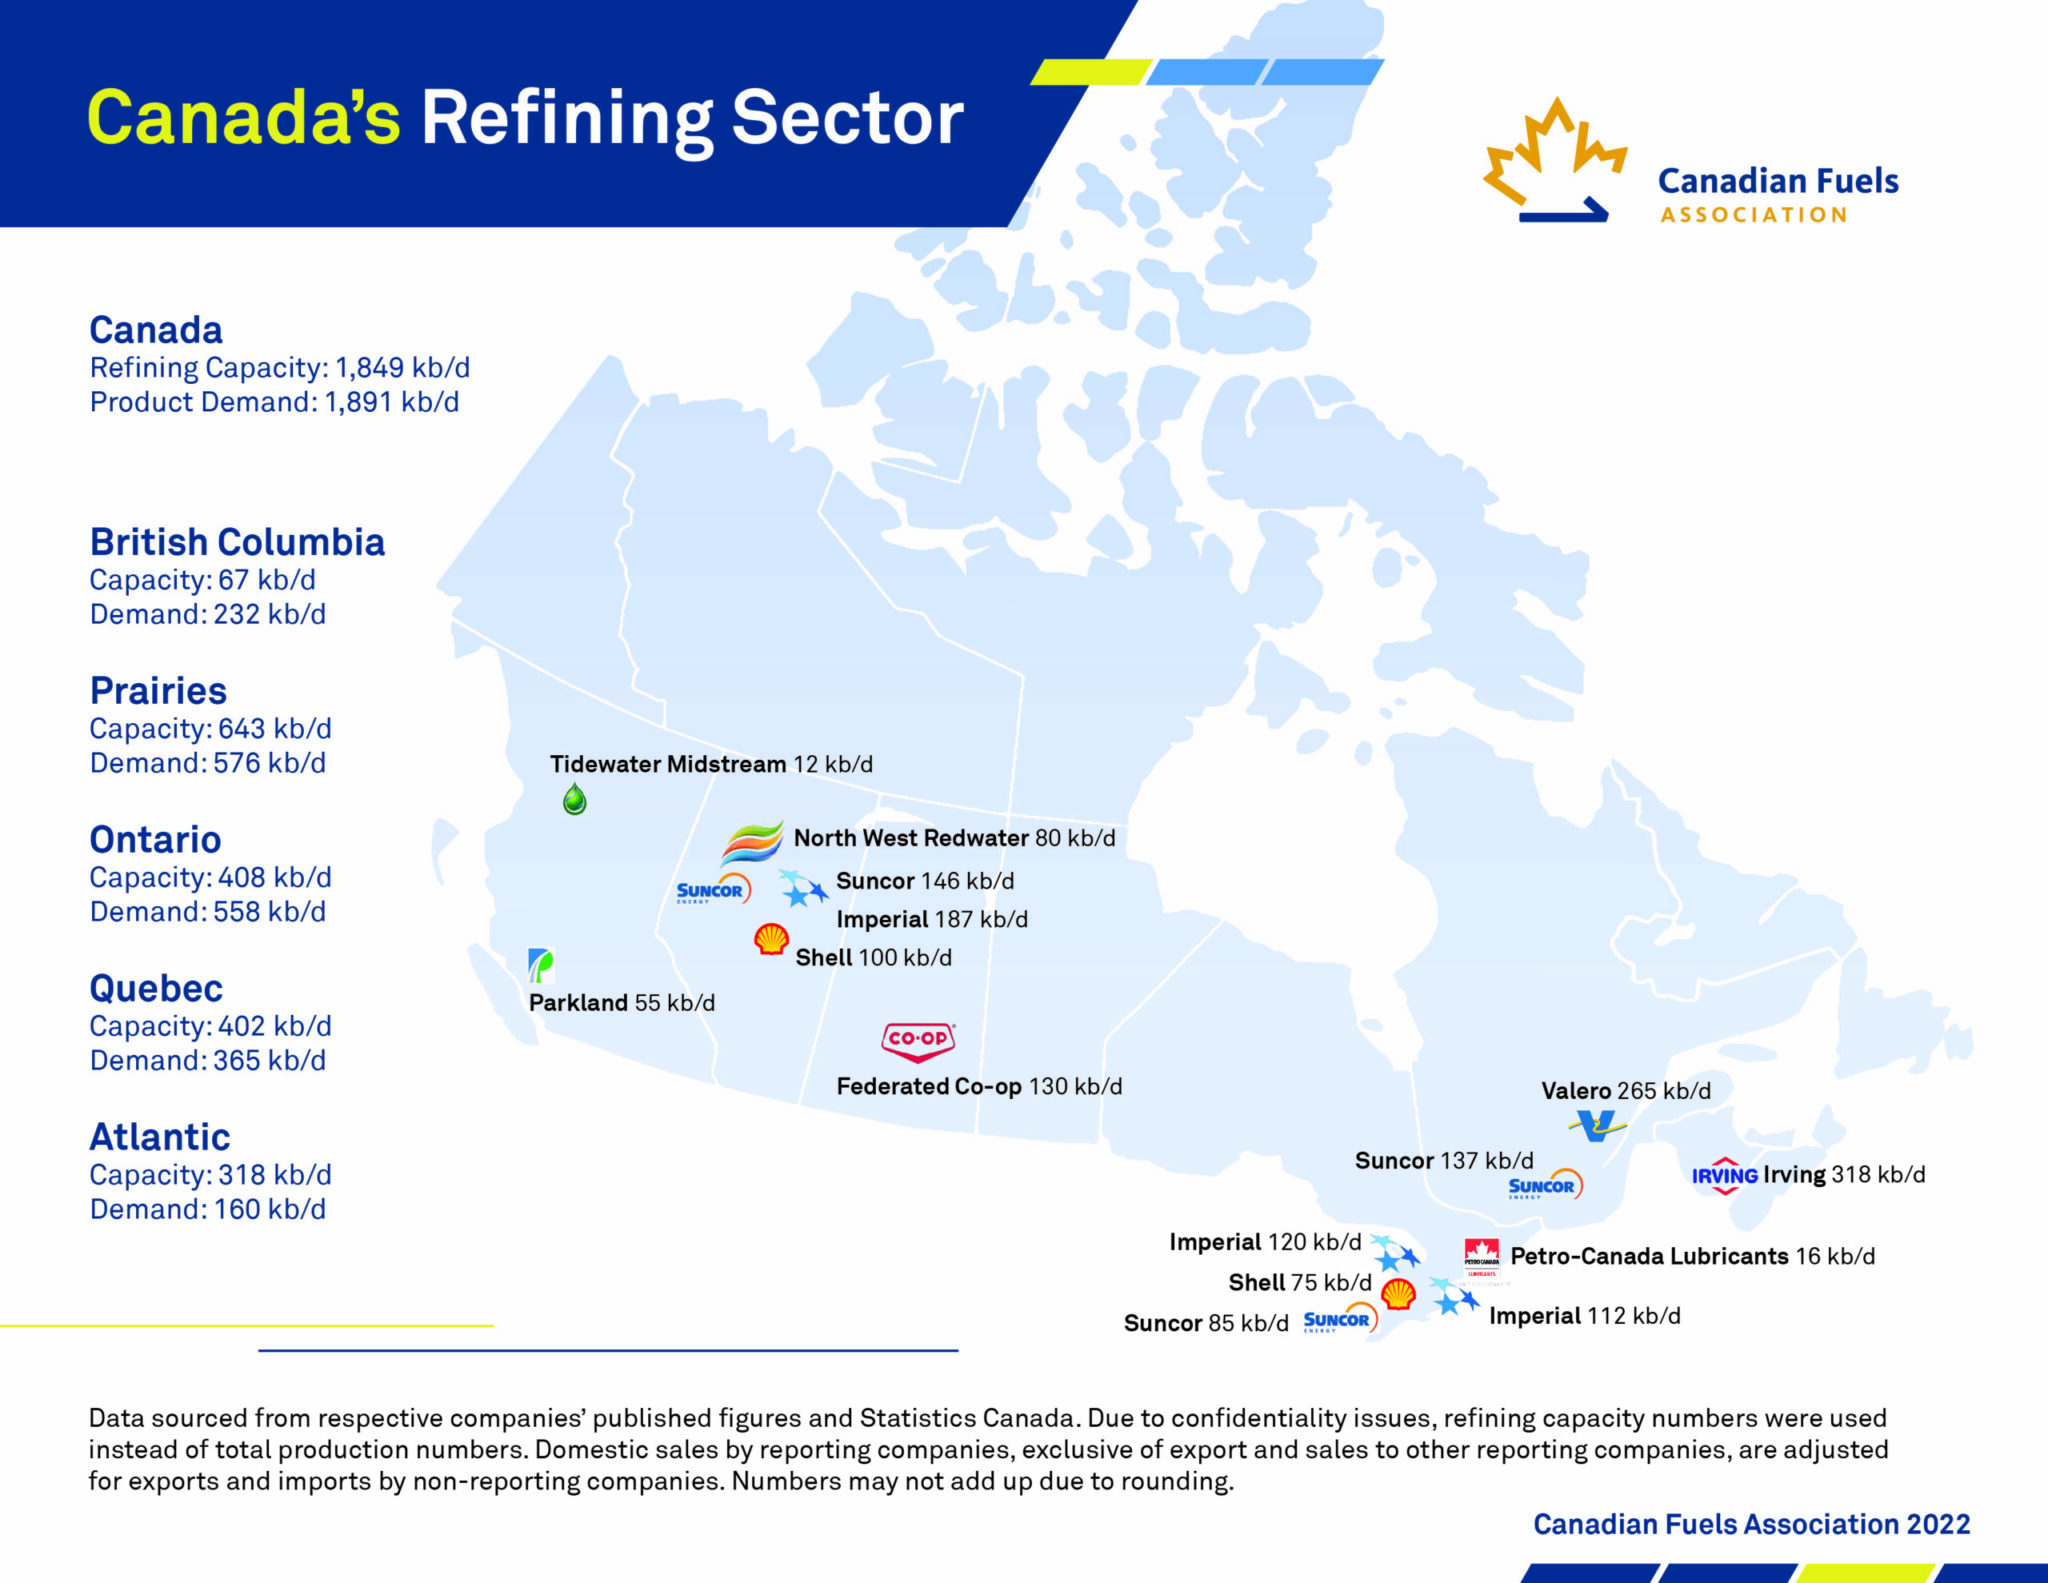 Canada's Refining Sector
Canadian Fuels
ASSOCIATION
Canada
Refining Capacity: 1,849 kb/d
Product Demand: 1,891 kb/d
British Columbia
Capacity: 67 kb/d
Demand: 232 kb/d
Prairies
Capacity: 643 kb/d
Demand: 576 kb/d
Ontario
Capacity: 408 kb/d
Demand: 558 kb/d
Quebec
Capacity: 402 kb/d
Demand: 365 kb/d
Atlantic
Capacity: 318 kb/d
Demand: 160 kb/d
Tidewater Midstream 12 kb/d
North West Redwater 80 kb/d
SUNCOR
ENERGY
Suncor 146 kb/d
Imperial 187 kb/d
Shell 100 kb/d
Parkland 55 kb/d
CO-OP®
Federated Co-op 130 kb/d
Valero 265 kb/d
V
Suncor 137 kb/d
SUNCOR
ENERGY
IRVING Irving 318 kb/d
Imperial 120 kb/d
PETRO-CANADA
LUBRICANTS
Petro-Canada Lubricants 16 kb/d
Shell 75 kb/d
Suncor 85 kb/d SUNCOR
ENERGY
Imperial 112 kb/d
Data sourced from respective companies' published figures and Statistics Canada. Due to confidentiality issues, refining capacity numbers were used
instead of total production numbers. Domestic sales by reporting companies, exclusive of export and sales to other reporting companies, are adjusted
for exports and imports by non-reporting companies. Numbers may not add up due to rounding.
Canadian Fuels Association 2022